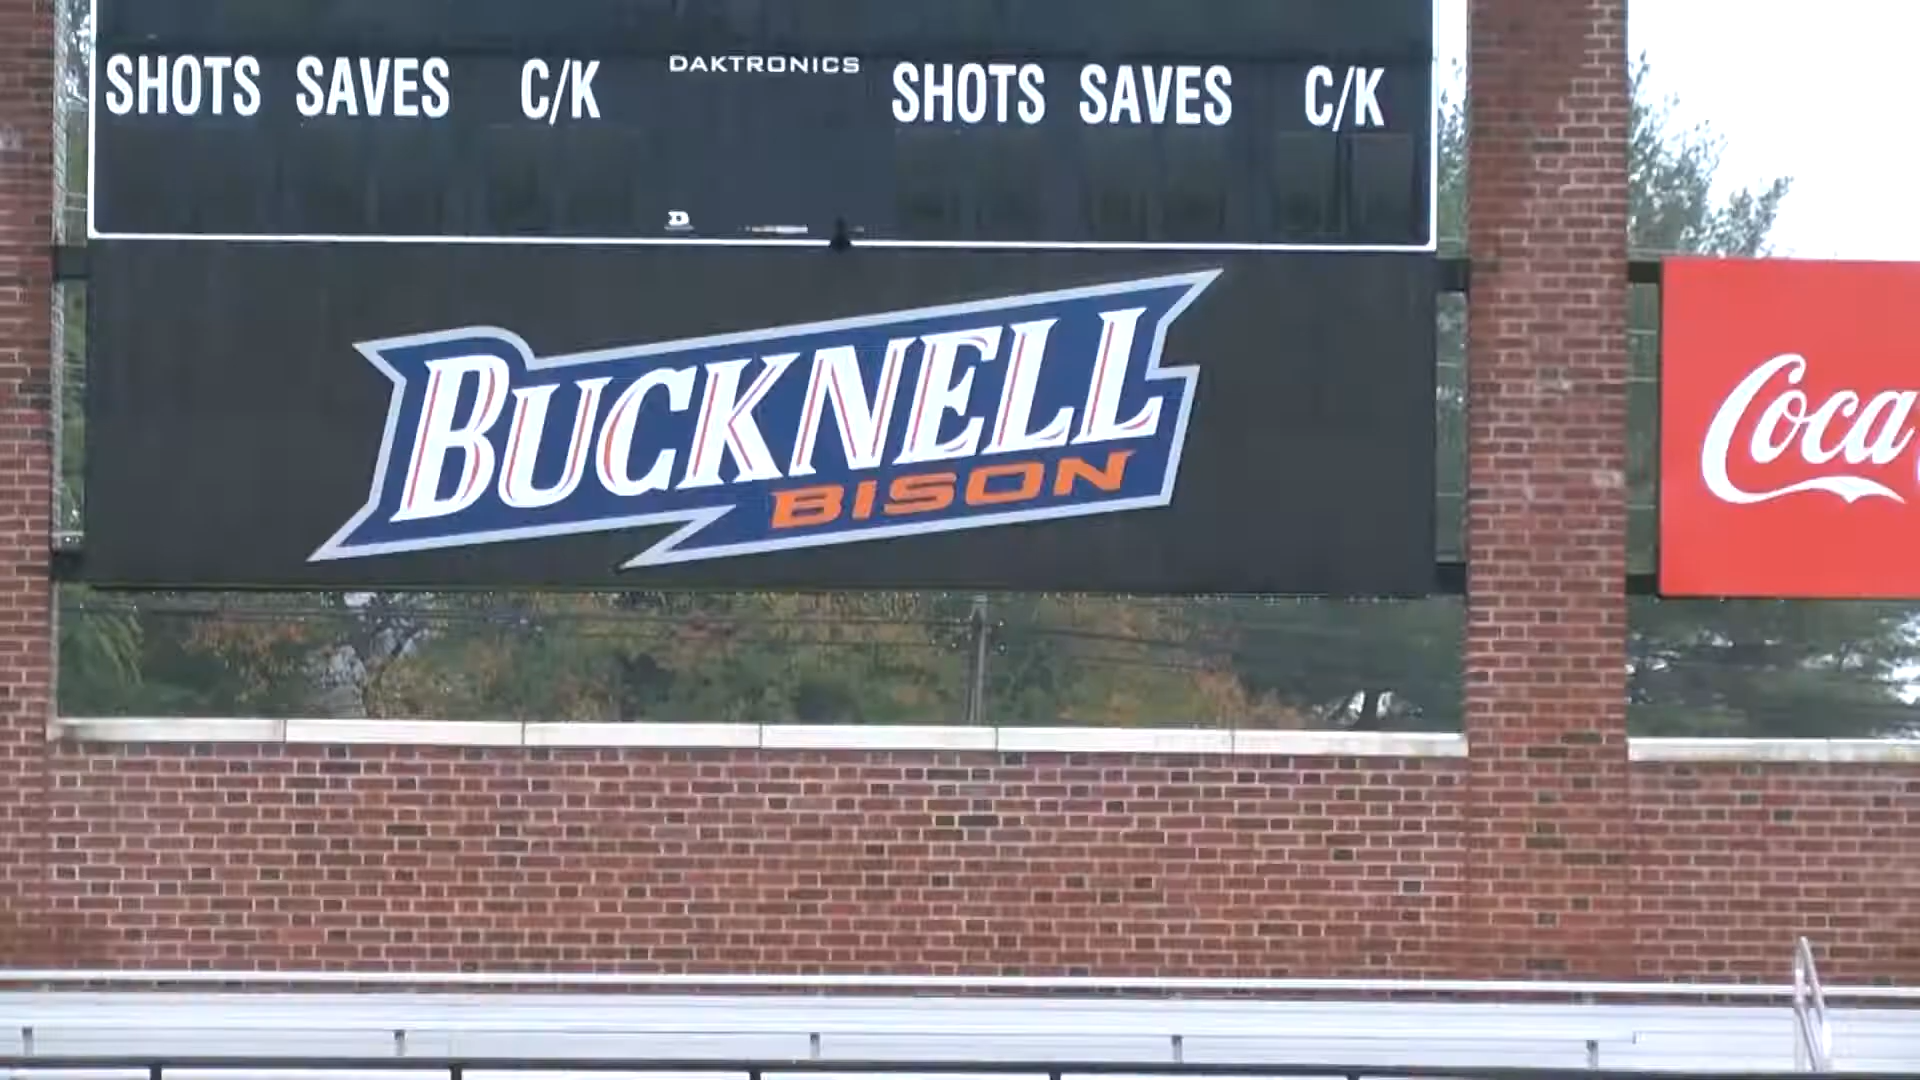 SHOTS SAVES C/K DAKTRONICS SHOTS SAVES C/K
BUCKNELL
BISON
Coca